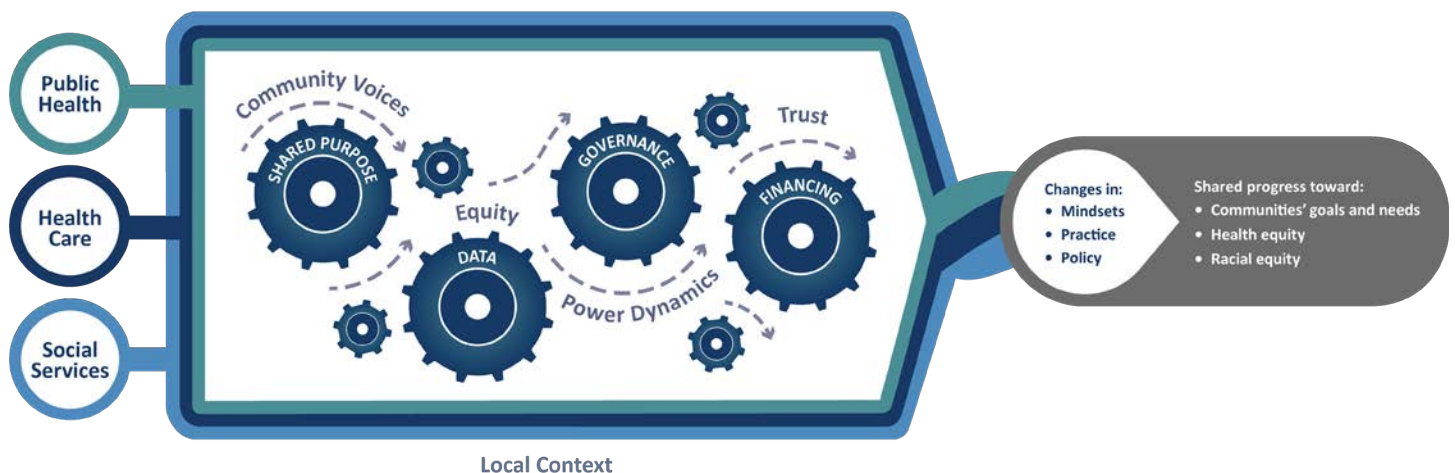 Public
Health
Health
Care
Social
Services
Community Voices
SHARED PURPOSE
Equity
DATA
GOVERNANCE
Power Dynamics
Trust
FINANCING
Changes in:
• Mindsets
• Practice
• Policy
Shared progress toward:
• Communities’ goals and needs
• Health equity
• Racial equity
Local Context